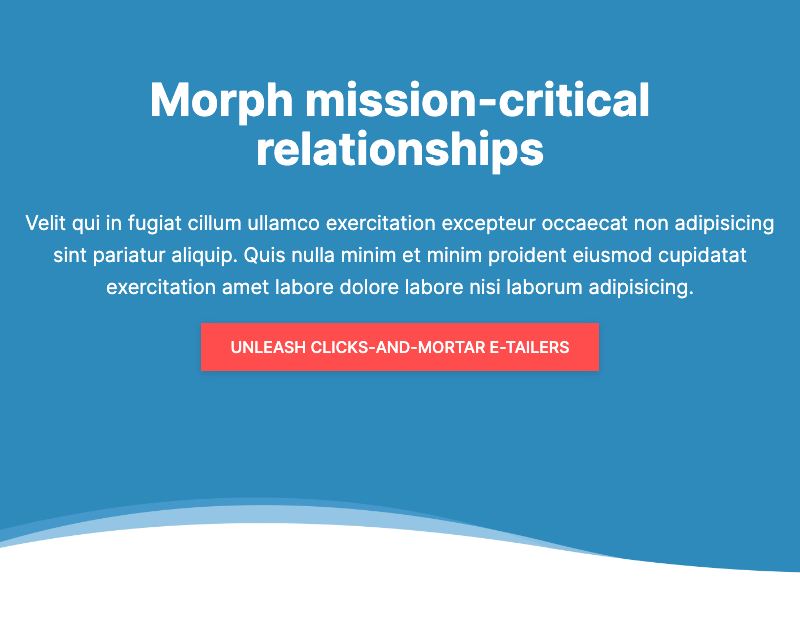 Morph mission-critical
relationships
Velit qui in fugiat cillum ullamco exercitation excepteur occaecat non adipisicing
sint pariatur aliquip. Quis nulla minim et minim proident eiusmod cupidatat
exercitation amet labore dolore labore nisi laborum adipisicing.
UNLEASH CLICKS-AND-MORTAR E-TAILERS